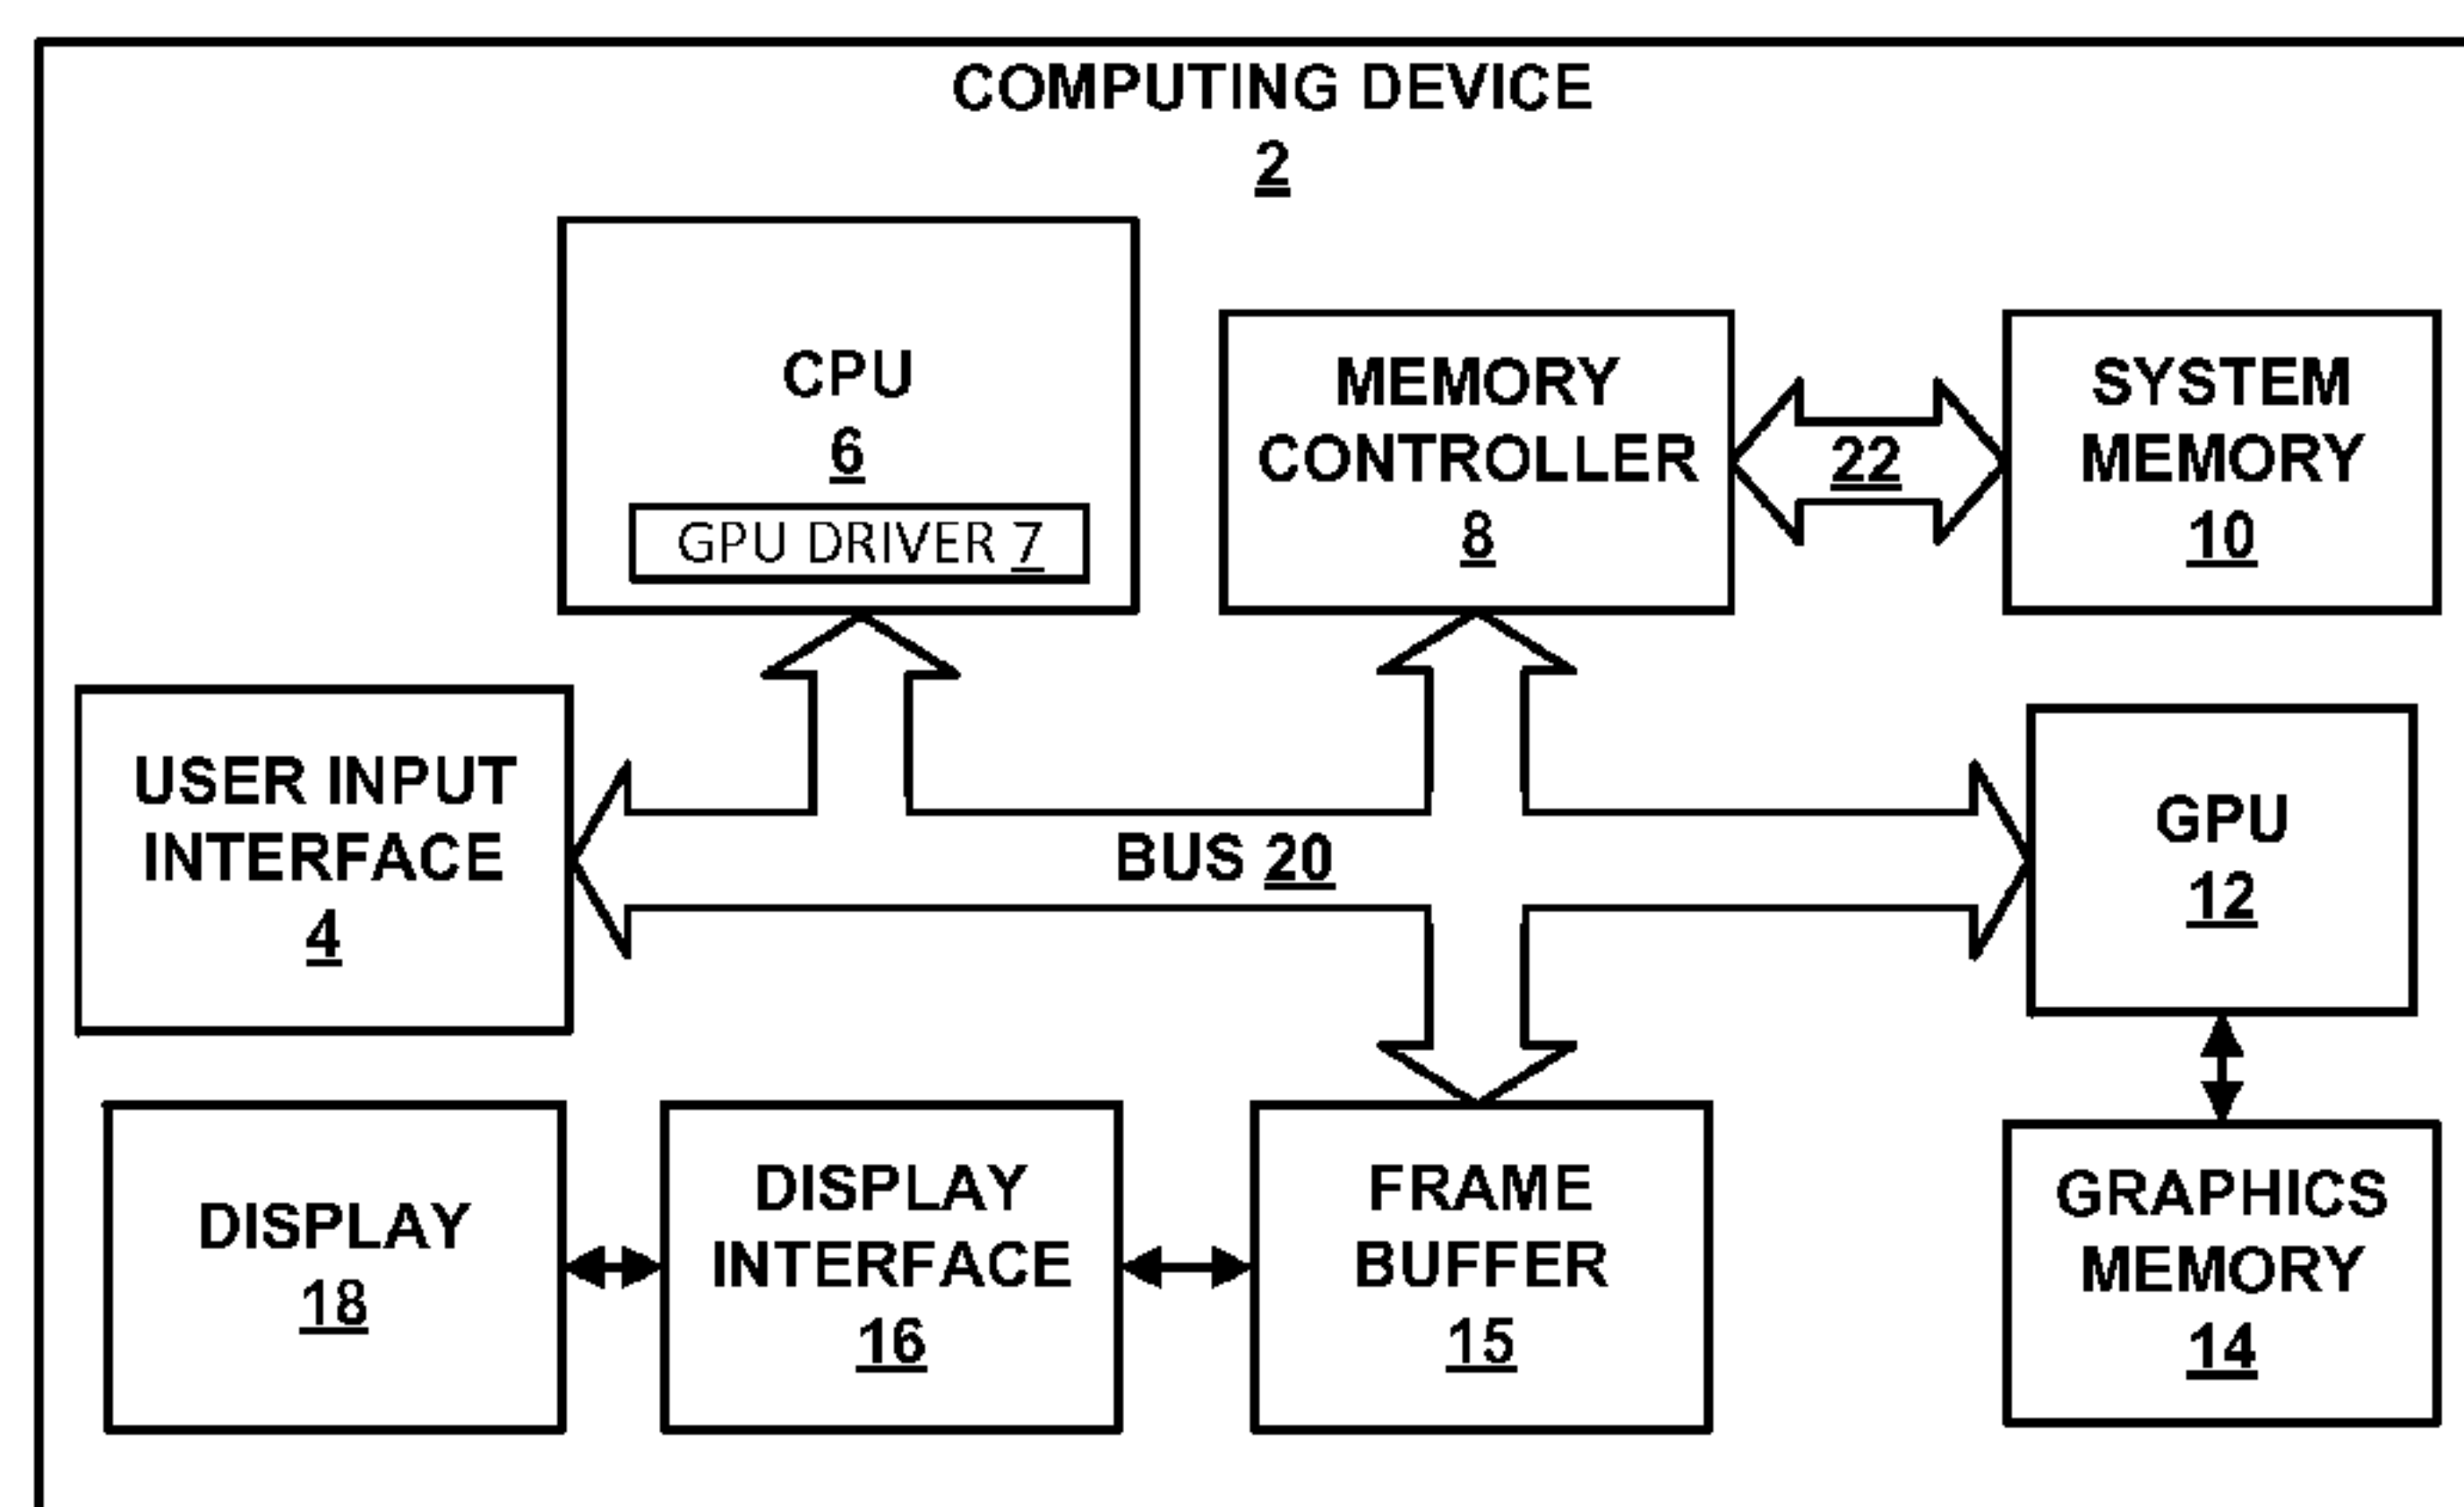 COMPUTING DEVICE
2
CPU
6
GPU DRIVER 7
MEMORY
CONTROLLER
8
22
SYSTEM
MEMORY
10
USER INPUT
INTERFACE
4
BUS 20
GPU
12
DISPLAY
18
DISPLAY
INTERFACE
16
FRAME
BUFFER
15
GRAPHICS
MEMORY
14